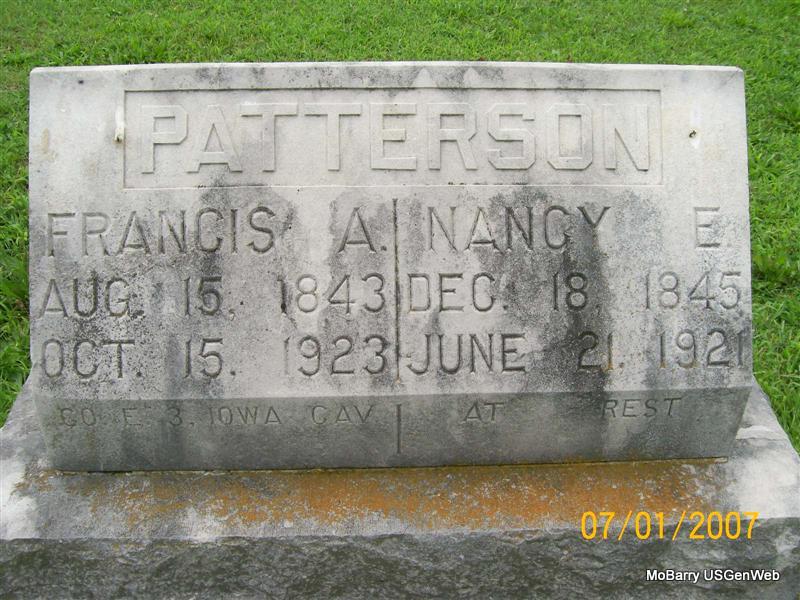 PATTERSON
FRANCIS A.
AUG. 15, 1843
OCT. 15, 1923
CO E 3, IOWA CAV
NANCY E.
DEC. 18, 1845
JUNE 21, 1921
AT REST
07/01/2007
MoBarry USGenWeb